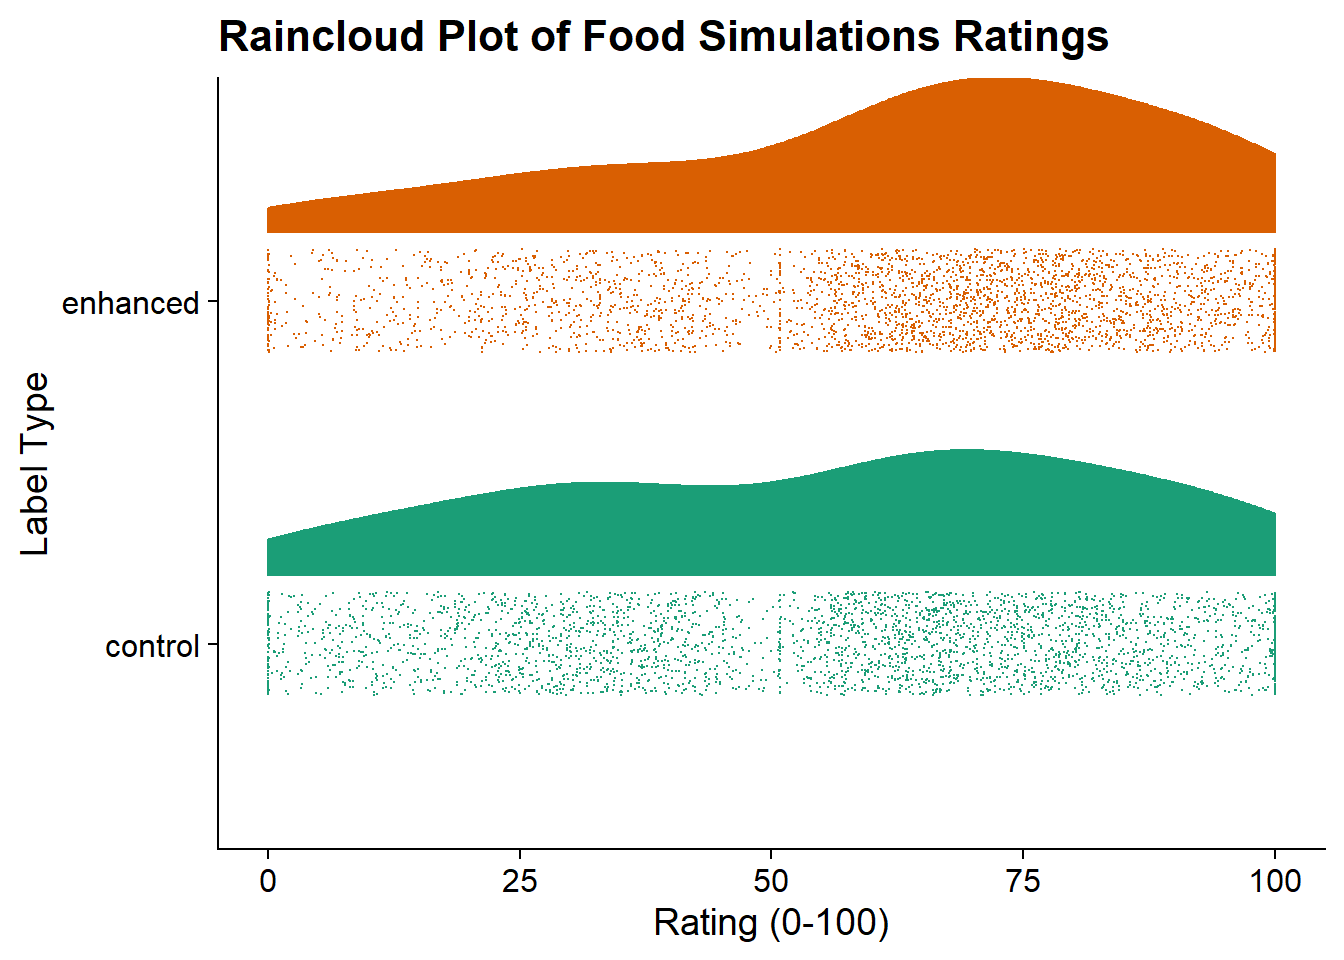 Raincloud Plot of Food Simulations Ratings
enhanced
control
Label Type
0 25 50 75 100
Rating (0-100)